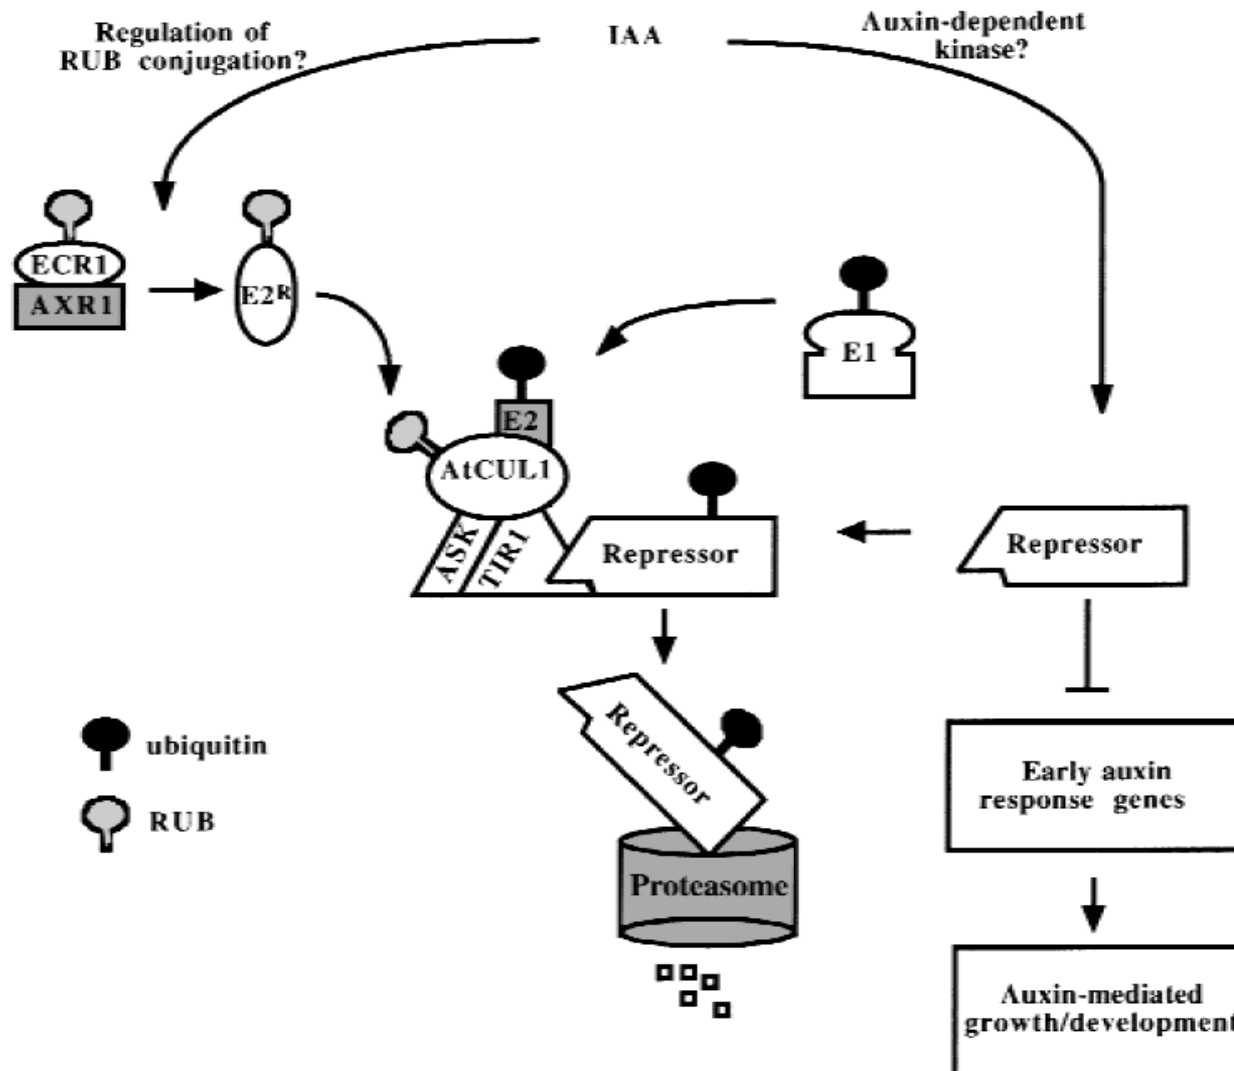 Regulation of
RUB conjugation?
IAA
Auxin-dependent
kinase?
ECR1
AXR1
E2R
E1
E2
AtCUL1
ASK
TIR1
Repressor
Repressor
Repressor
ubiquitin
RUB
Proteasome
Early auxin
response genes
Auxin-mediated
growth/development